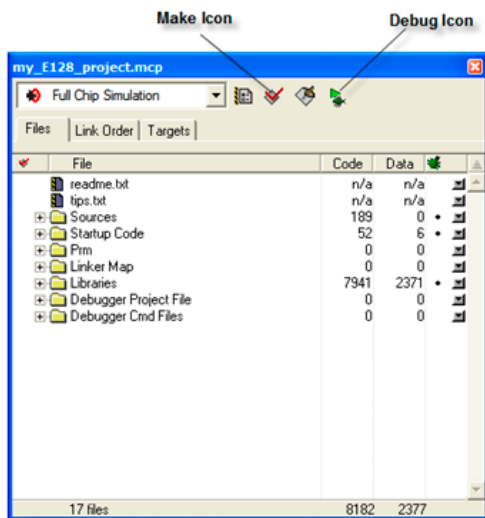 Make Icon
Debug Icon
my_E128_project.mcp
Full Chip Simulation
Files
Link Order
Targets
File Code Data
readme.txt n/a n/a
tips.txt n/a n/a
Sources 189 0
Startup Code 52 6
Prm 0 0
Linker Map 0 0
Libraries 7941 2371
Debugger Project File 0 0
Debugger Cmd Files 0 0
17 files 8182 2377